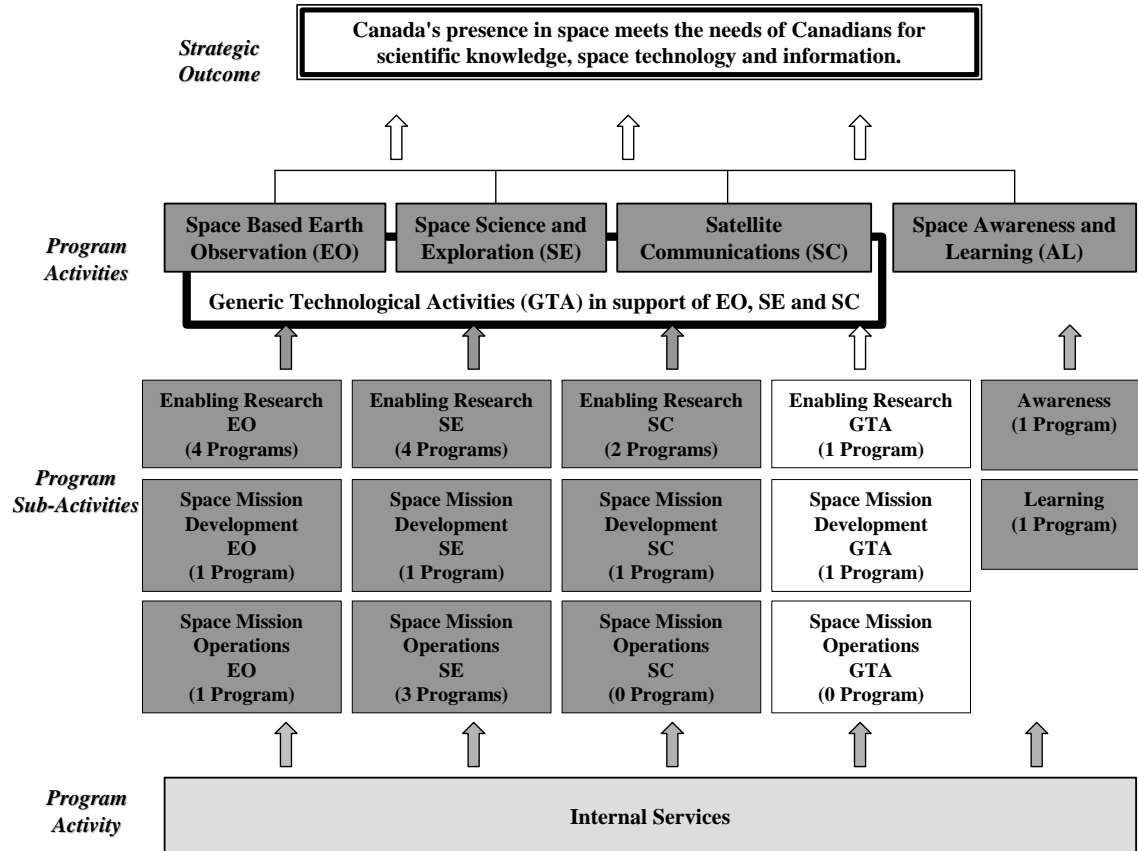 Strategic
Outcome
Canada's presence in space meets the needs of Canadians for
scientific knowledge, space technology and information.
Program
Activities
Space Based Earth
Observation (EO)
Space Science and
Exploration (SE)
Satellite
Communications (SC)
Space Awareness and
Learning (AL)
Generic Technological Activities (GTA) in support of EO, SE and SC
Program
Sub-Activities
Enabling Research
EO
(4 Programs)
Enabling Research
SE
(4 Programs)
Enabling Research
SC
(2 Programs)
Enabling Research
GTA
(1 Program)
Awareness
(1 Program)
Space Mission
Development
EO
(1 Program)
Space Mission
Development
SE
(1 Program)
Space Mission
Development
SC
(1 Program)
Space Mission
Development
GTA
(1 Program)
Learning
(1 Program)
Space Mission
Operations
EO
(1 Program)
Space Mission
Operations
SE
(3 Programs)
Space Mission
Operations
SC
(0 Program)
Space Mission
Operations
GTA
(0 Program)
Program
Activity
Internal Services